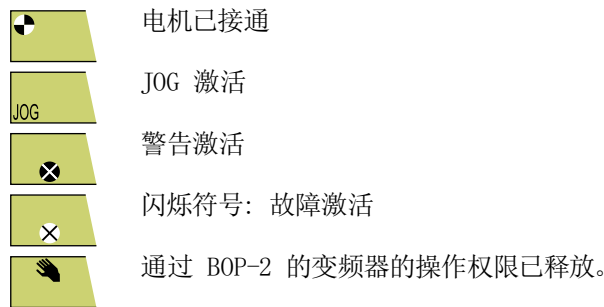 电机已接通
JOG 激活
JOG
警告激活
闪烁符号: 故障激活
通过 BOP-2 的变频器的操作权限已释放。